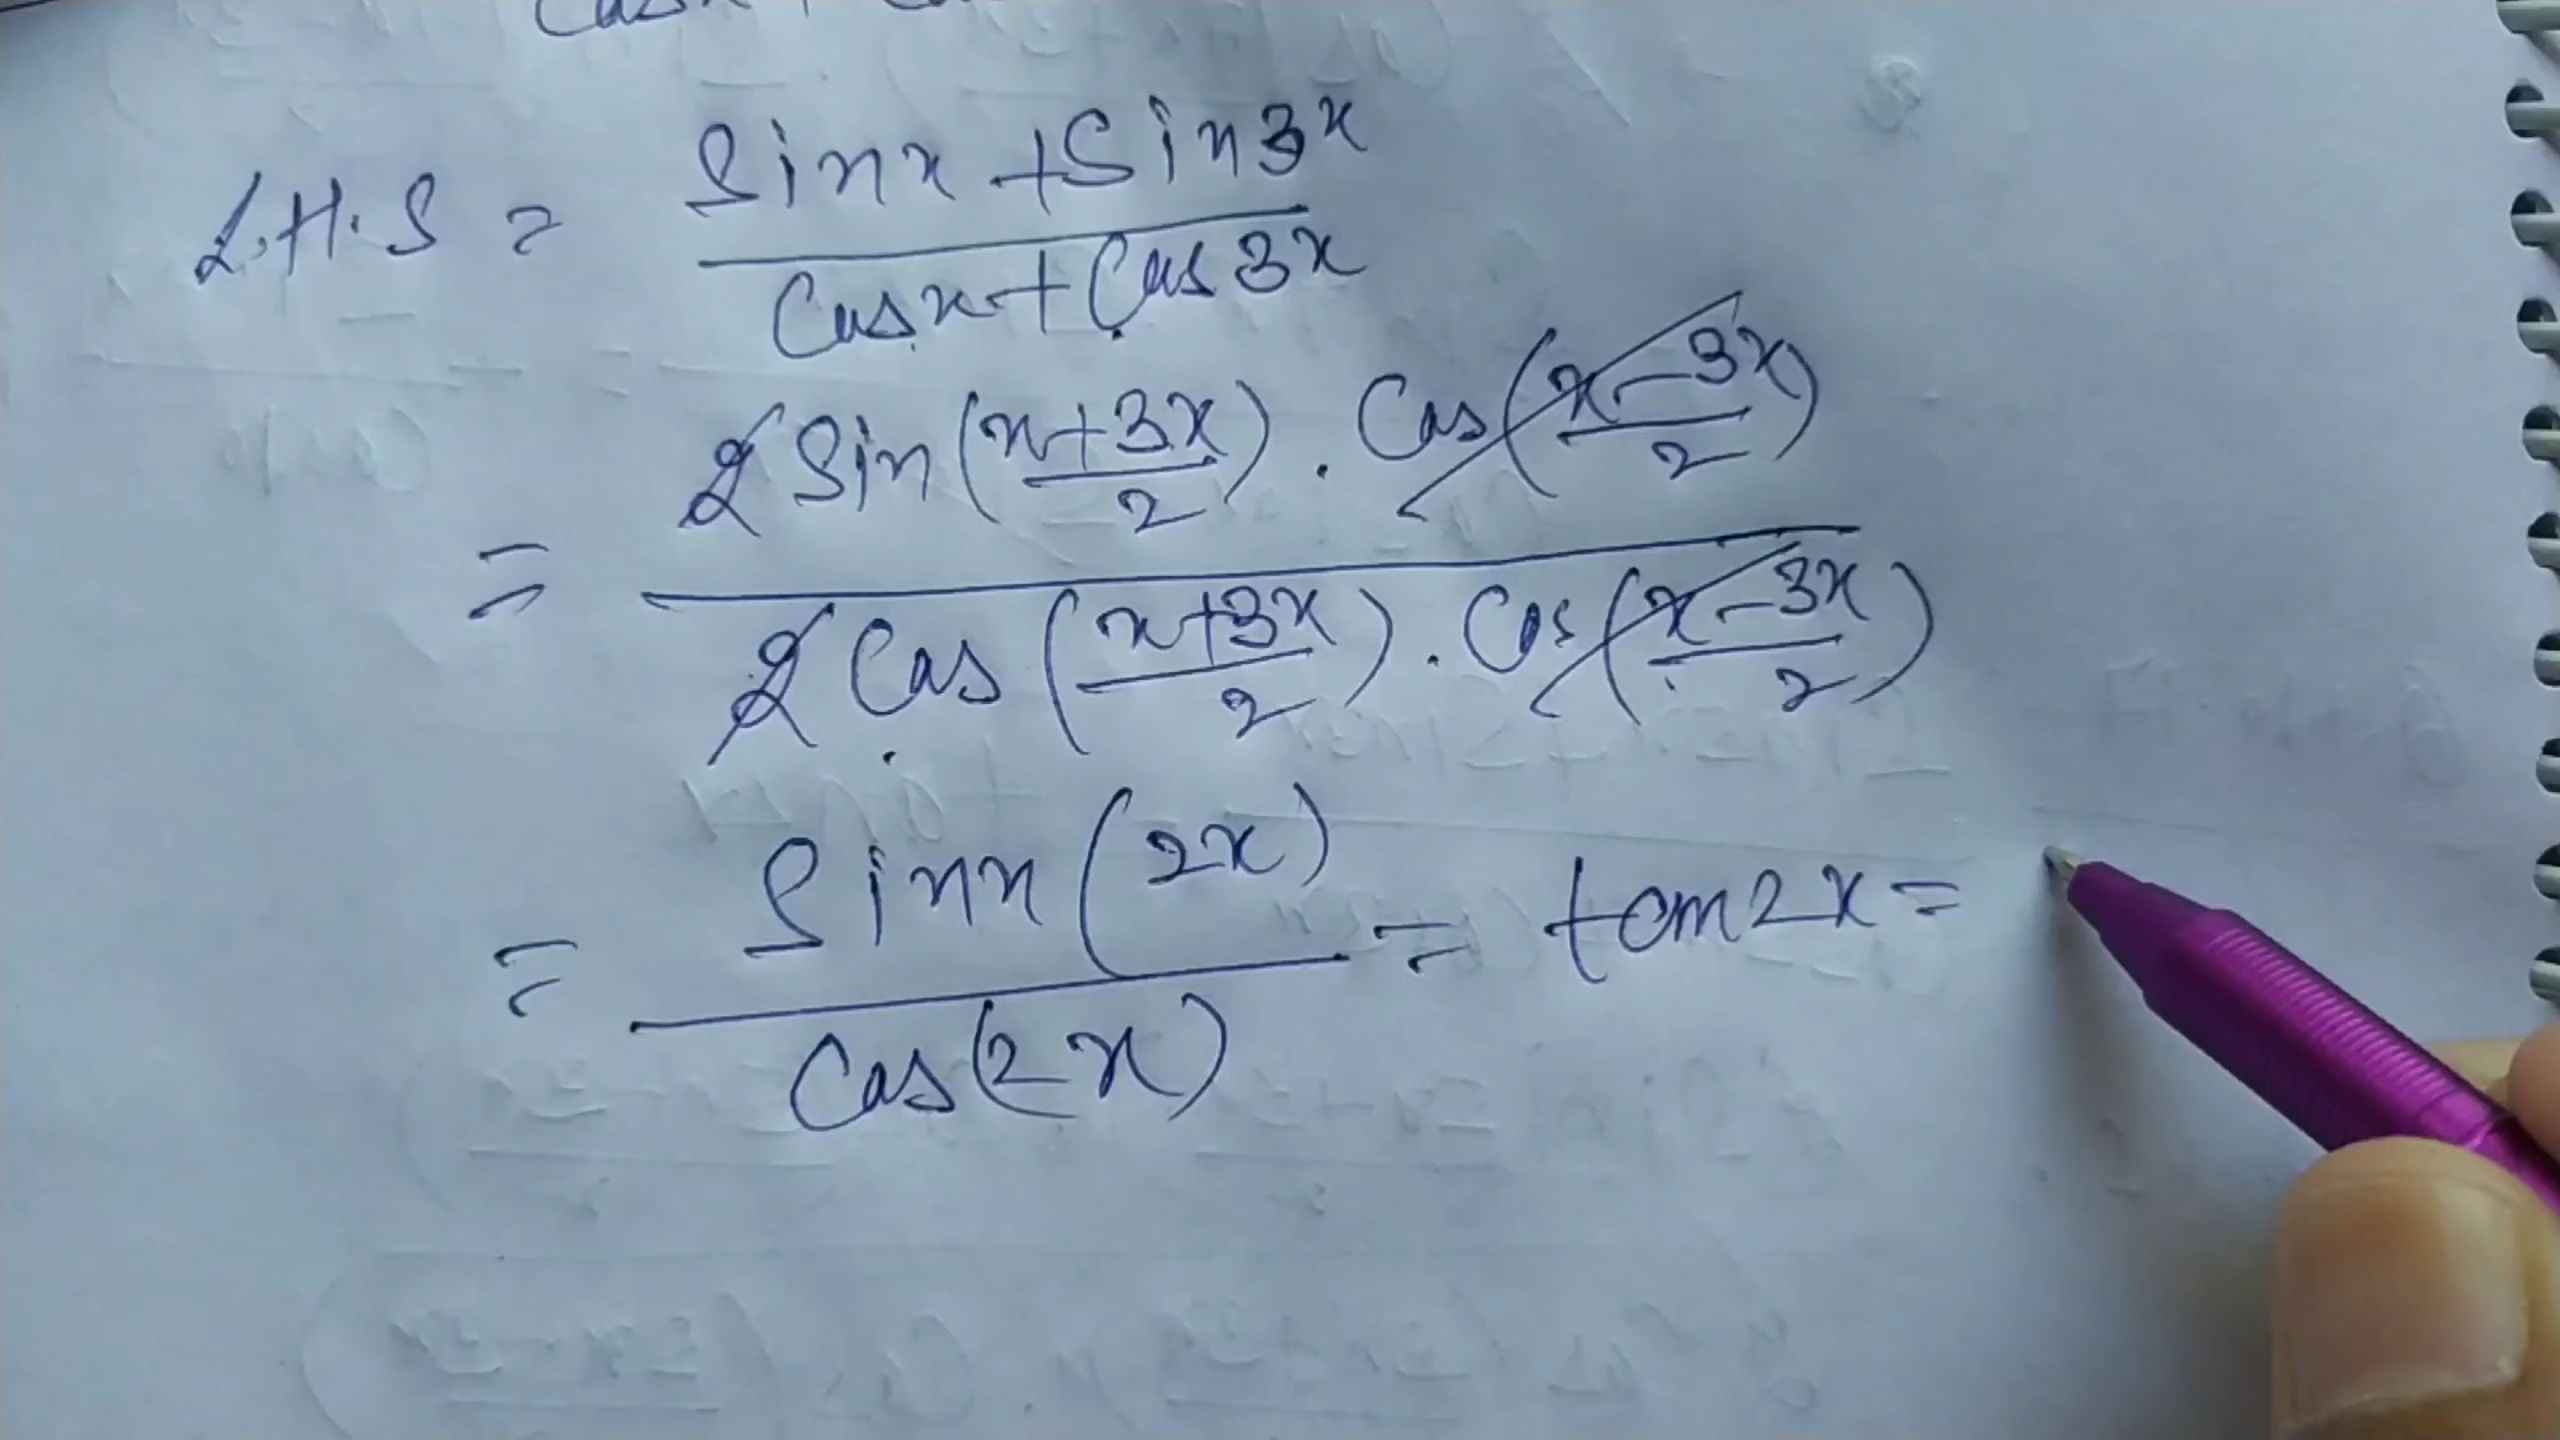 L.H.S = (Sinx + Sin3x) / (Cosx + Cos3x)
= (2 Sin((x+3x)/2) . Cos((x-3x)/2)) / (2 Cos((x+3x)/2) . Cos((x-3x)/2))
= Sinx(2x) / Cos(2x) = tan2x =